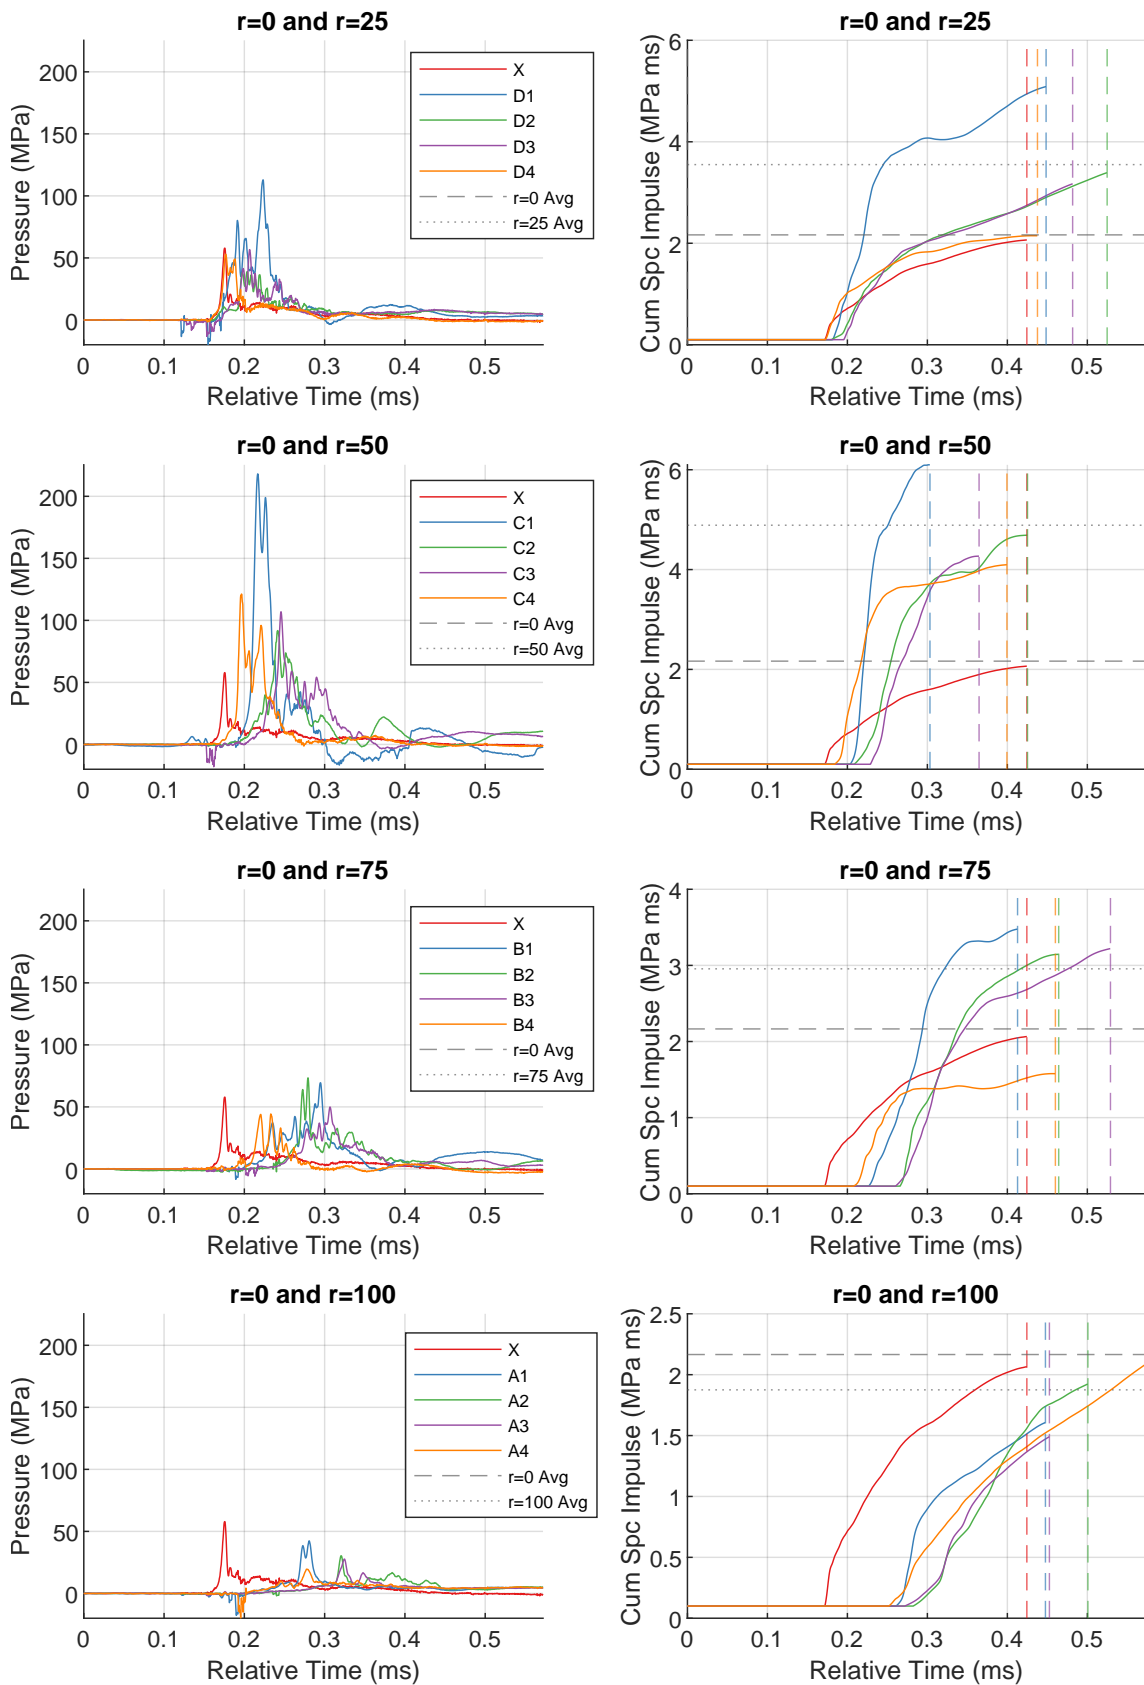 r=0 and r=25
r=0 and r=25
Pressure (MPa)
200
150
100
50
0
X
D1
D2
D3
D4
r=0 Avg
r=25 Avg
0 0.1 0.2 0.3 0.4 0.5
Relative Time (ms)
Cum Spc Impulse (MPa ms)
6
4
2
0
0 0.1 0.2 0.3 0.4 0.5
Relative Time (ms)
r=0 and r=50
r=0 and r=50
Pressure (MPa)
200
150
100
50
0
X
C1
C2
C3
C4
r=0 Avg
r=50 Avg
0 0.1 0.2 0.3 0.4 0.5
Relative Time (ms)
Cum Spc Impulse (MPa ms)
6
4
2
0
0 0.1 0.2 0.3 0.4 0.5
Relative Time (ms)
r=0 and r=75
r=0 and r=75
Pressure (MPa)
200
150
100
50
0
X
B1
B2
B3
B4
r=0 Avg
r=75 Avg
0 0.1 0.2 0.3 0.4 0.5
Relative Time (ms)
Cum Spc Impulse (MPa ms)
4
3
2
1
0
0 0.1 0.2 0.3 0.4 0.5
Relative Time (ms)
r=0 and r=100
r=0 and r=100
Pressure (MPa)
200
150
100
50
0
X
A1
A2
A3
A4
r=0 Avg
r=100 Avg
0 0.1 0.2 0.3 0.4 0.5
Relative Time (ms)
Cum Spc Impulse (MPa ms)
2.5
2
1.5
1
0.5
0
0 0.1 0.2 0.3 0.4 0.5
Relative Time (ms)